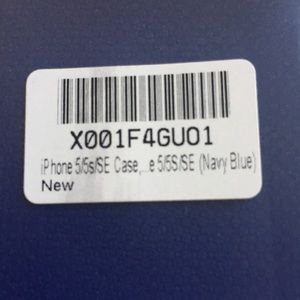 X001F4GU01
iPhone 5/5s/SE Case,...e 5/5S/SE (Navy Blue)
New